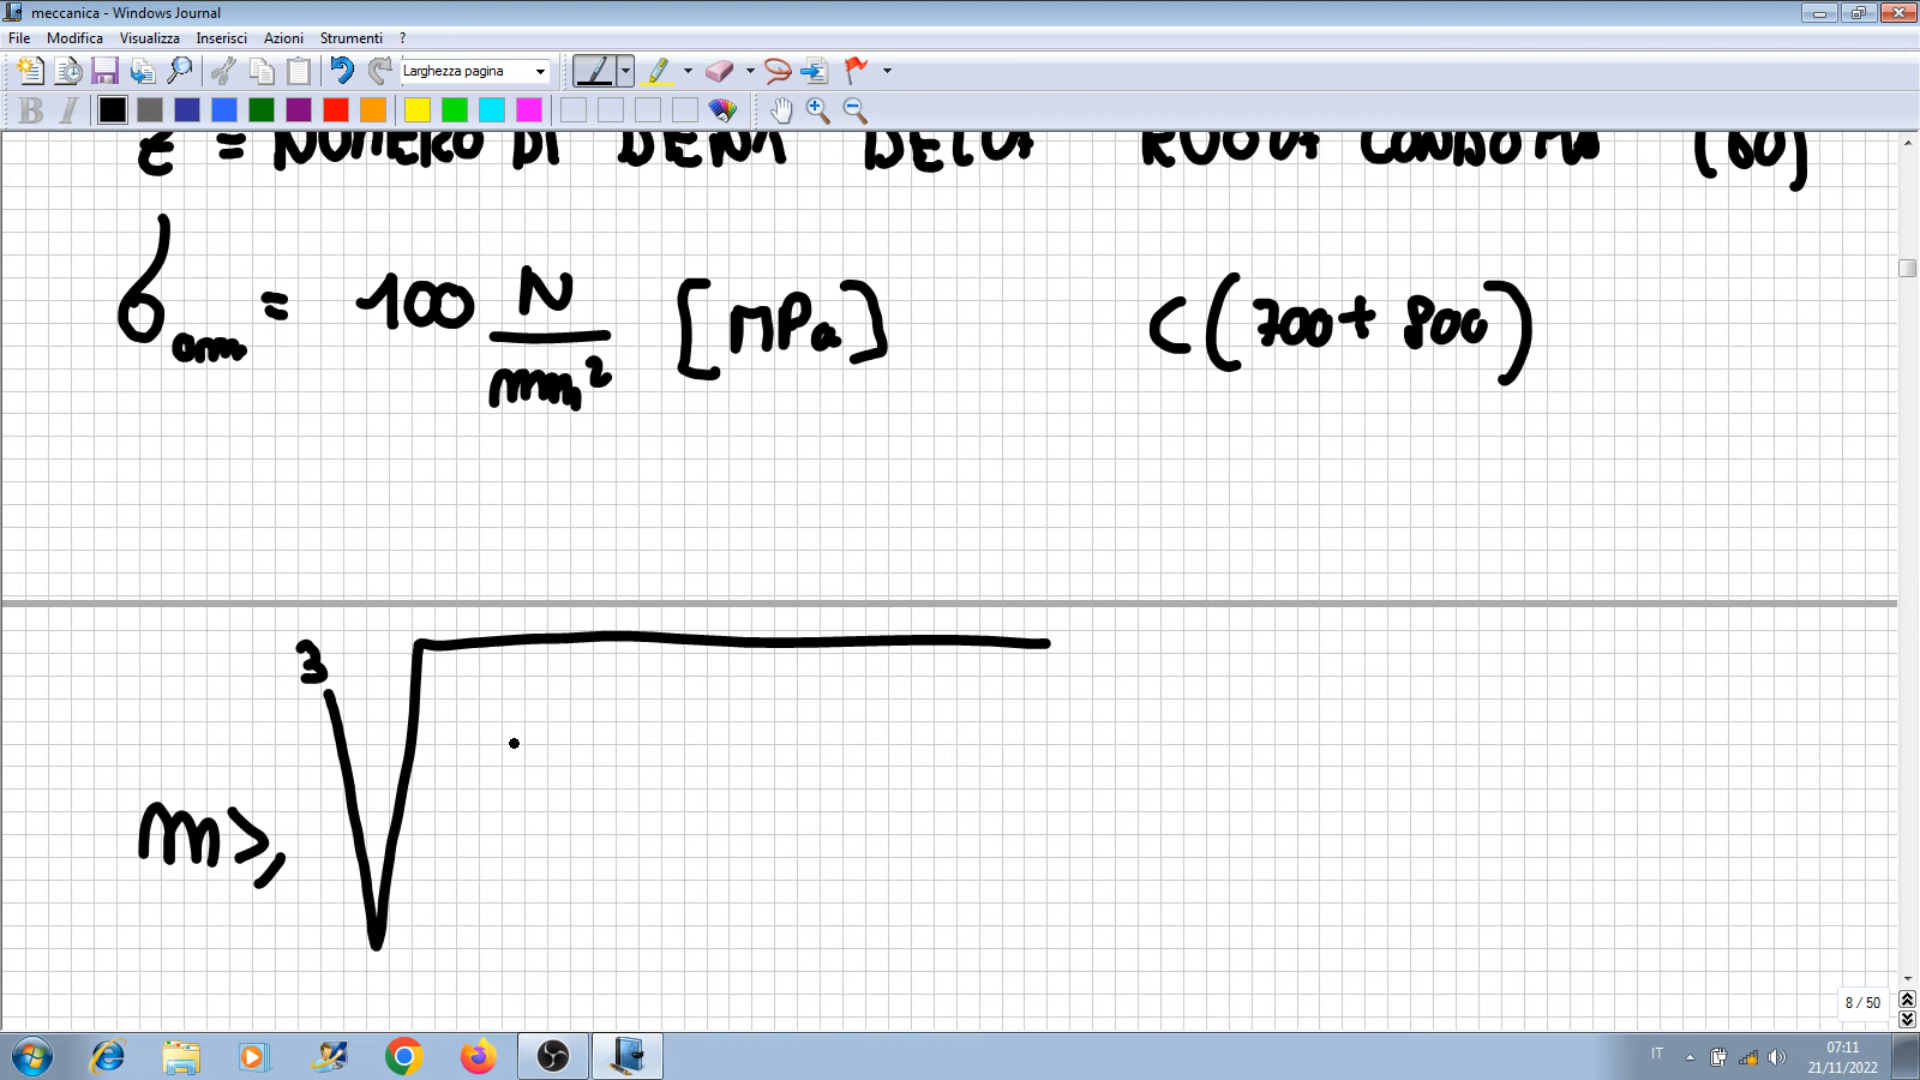 meccanica - Windows Journal
File Modifica Visualizza Inserisci Azioni Strumenti ?
Larghezza pagina
B I
Z = NUMERO DI DENTI DELLA RUOTA CONDOTTA (60)
σam = 100 N/mm² [MPa] C(700+800)
m ≥ ³√
8 / 50
IT 07:11
21/11/2022